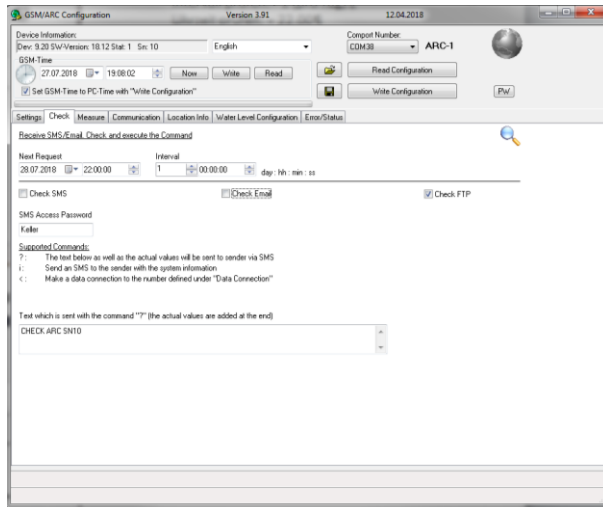 GSM/ARC Configuration Version 3.91 12.04.2018
Device Information: Comport Number:
Dev: 9.20 SW-Version: 18.12 Stat: 1 Sn: 10 English COM38 ARC-1
GSM-Time
27.07.2018 19:08:02 Now Write Read Read Configuration
Set GSM-Time to PC-Time with "Write Configuration" Write Configuration PW
Settings Check Measure Communication Location Info Water Level Configuration Error/Status
Receive SMS/Email, Check and execute the Command
Next Request Interval
28.07.2018 22:00:00 1 00:00:00 day : hh : min : ss
Check SMS Check Email Check FTP
SMS Access Password
Keller
Supported Commands:
? : The text below as well as the actual values will be sent to sender via SMS
i : Send an SMS to the sender with the system information
< : Make a data connection to the number defined under "Data Connection"
Text which is sent with the command "?" (the actual values are added at the end)
CHECK ARC SN10